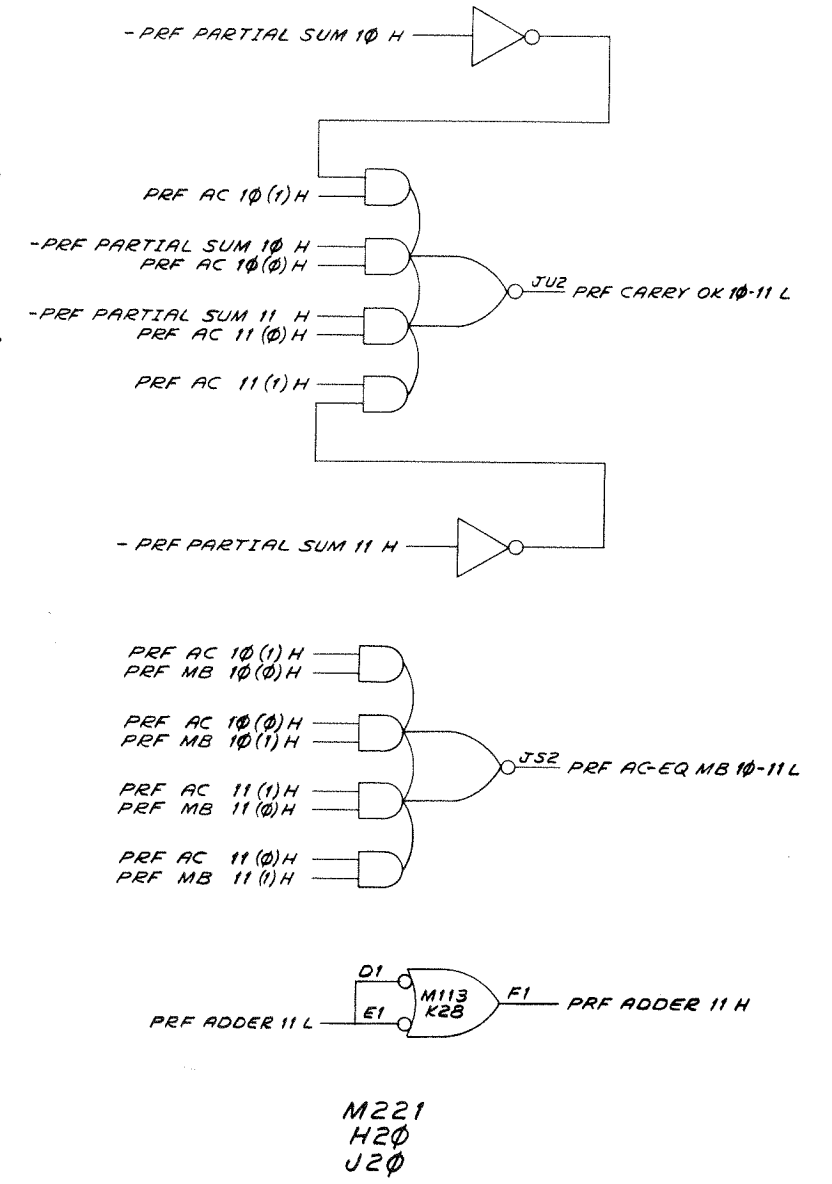 -PRF PARTIAL SUM 1Ø H
PRF AC 1Ø(1)H
-PRF PARTIAL SUM 1Ø H
PRF AC 1Ø(Ø)H
JU2 PRF CARRY OK 1Ø-11 L
-PRF PARTIAL SUM 11 H
PRF AC 11(Ø)H
PRF AC 11(1)H
- PRF PARTIAL SUM 11 H
PRF AC 1Ø(1)H
PRF MB 1Ø(Ø)H
PRF AC 1Ø(Ø)H
PRF MB 1Ø(1)H
JS2 PRF AC-EQ MB 1Ø-11 L
PRF AC 11(1)H
PRF MB 11(Ø)H
PRF AC 11(Ø)H
PRF MB 11(1)H
D1
M113
K28
F1 PRF ADDER 11 H
PRF ADDER 11 L E1
M221
H2Ø
J2Ø